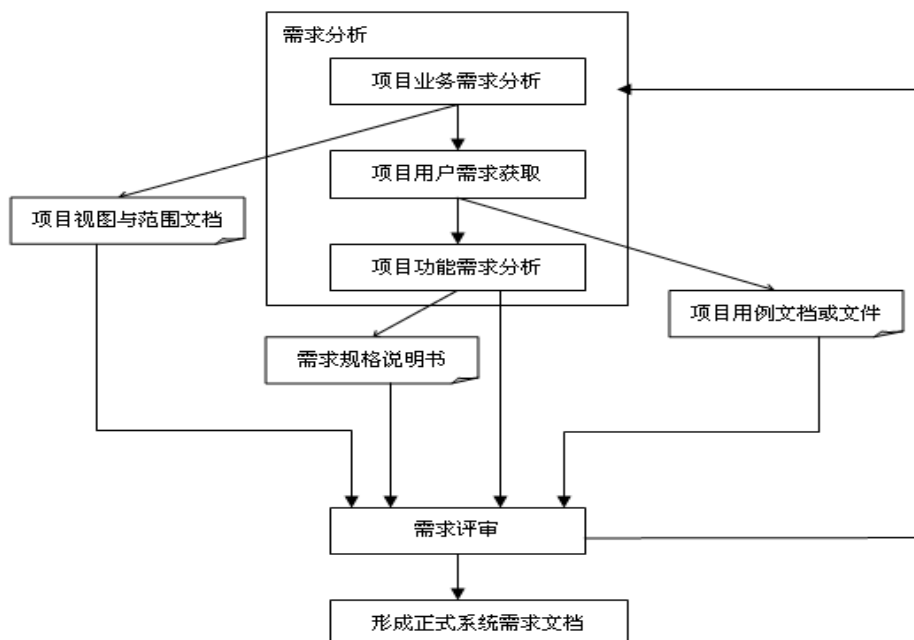 需求分析
项目业务需求分析
项目用户需求获取
项目视图与范围文档
项目功能需求分析
项目用例文档或文件
需求规格说明书
需求评审
形成正式系统需求文档